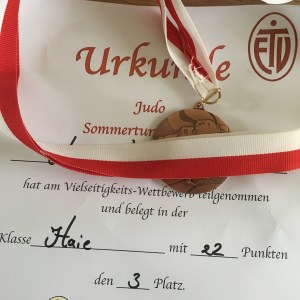 Urkunde
ETV
Judo
Sommertur
hat am Vielseitigkeits-Wettbewerb teilgenommen
und belegt in der
Klasse Haie mit 22 Punkten
den 3 Platz.